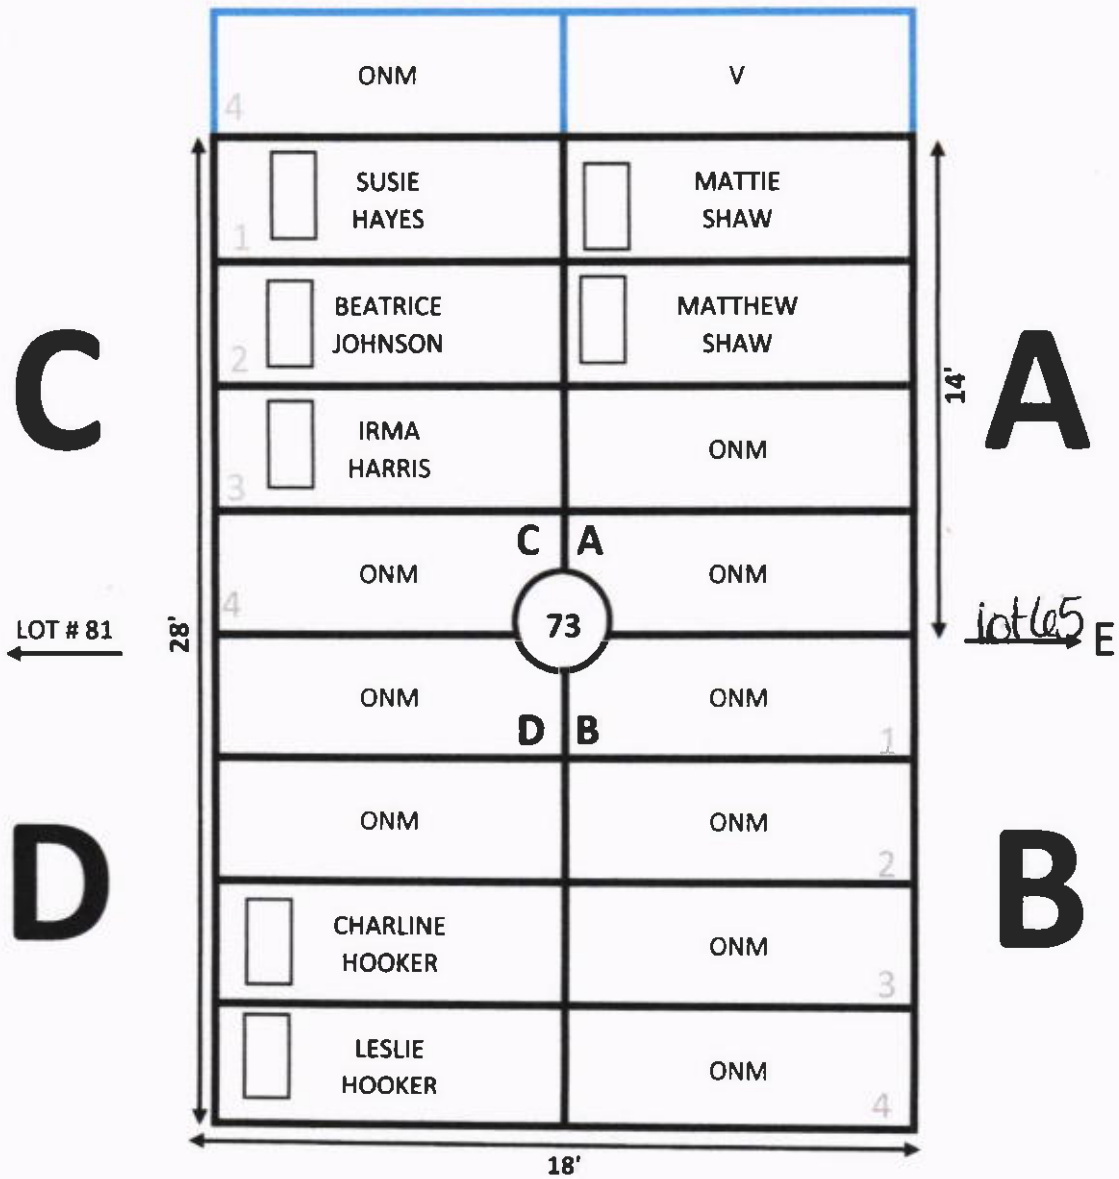 ONM V
4
SUSIE MATTIE
HAYES SHAW
1
BEATRICE MATTHEW
JOHNSON SHAW
2
C A
14'
IRMA ONM
HARRIS
3
C A
ONM ONM
4
73
LOT # 81 28' lot 65 E
ONM ONM
D B
1
ONM ONM
2
D B
CHARLINE ONM
HOOKER
3
LESLIE ONM
HOOKER
4
18'